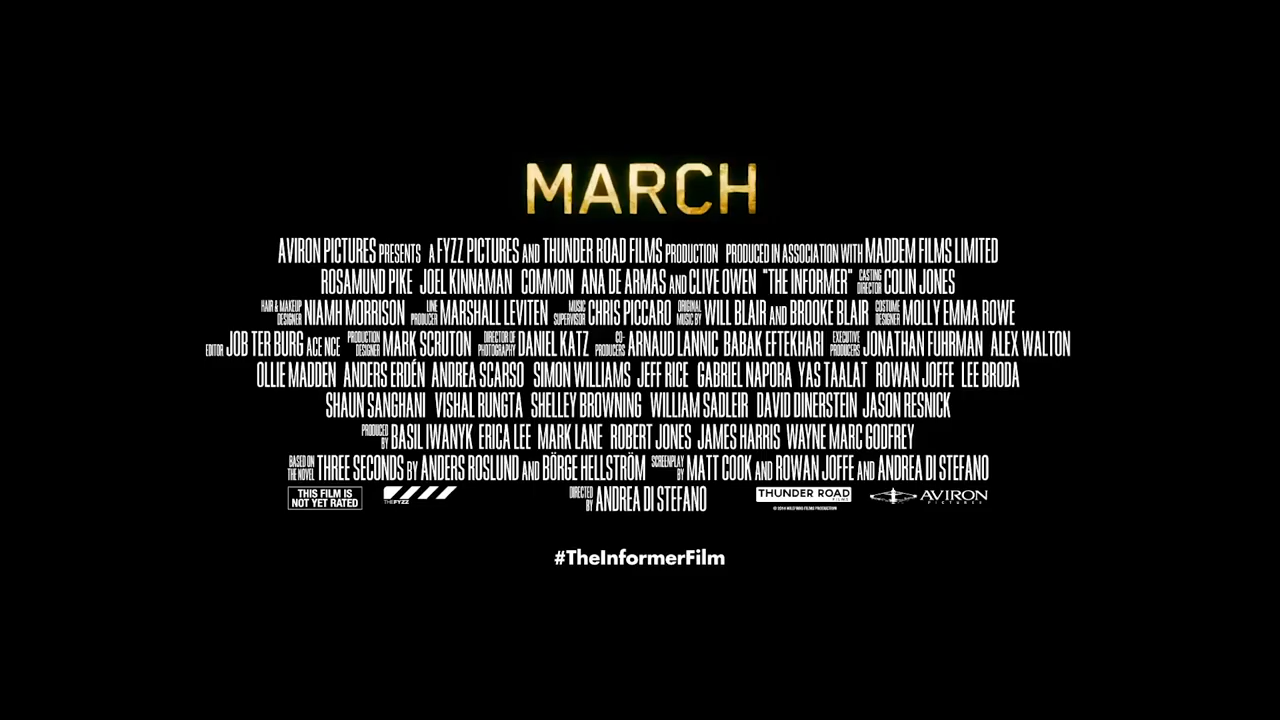 MARCH
AVIRON PICTURES PRESENTS A FYZZ PICTURES AND THUNDER ROAD FILMS PRODUCTION PRODUCED IN ASSOCIATION WITH MADDEM FILMS LIMITED
ROSAMUND PIKE JOEL KINNAMAN COMMON ANA DE ARMAS AND CLIVE OWEN "THE INFORMER" CASTING DIRECTOR COLIN JONES
HAIR & MAKEUP DESIGNER NIAMH MORRISON LINE PRODUCER MARSHALL LEVITEN MUSIC SUPERVISOR CHRIS PICCARO ORIGINAL MUSIC BY WILL BLAIR AND BROOKE BLAIR COSTUME DESIGNER MOLLY EMMA ROWE
EDITOR JOB TER BURG ACE NCE PRODUCTION DESIGNER MARK SCRUTON DIRECTOR OF PHOTOGRAPHY DANIEL KATZ CO-PRODUCERS ARNAUD LANNIC BABAK EFTEKHARI EXECUTIVE PRODUCERS JONATHAN FUHRMAN ALEX WALTON
OLLIE MADDEN ANDERS ERDÉN ANDREA SCARSO SIMON WILLIAMS JEFF RICE GABRIEL NAPORA YAS TAALAT ROWAN JOFFE LEE BRODA
SHAUN SANGHANI VISHAL RUNGTA SHELLEY BROWNING WILLIAM SADLEIR DAVID DINERSTEIN JASON RESNICK
PRODUCED BY BASIL IWANYK ERICA LEE MARK LANE ROBERT JONES JAMES HARRIS WAYNE MARC GODFREY
BASED ON THE NOVEL THREE SECONDS BY ANDERS ROSLUND AND BÖRGE HELLSTRÖM SCREENPLAY BY MATT COOK AND ROWAN JOFFE AND ANDREA DI STEFANO
THIS FILM IS NOT YET RATED THEFYZZ DIRECTED BY ANDREA DI STEFANO THUNDER ROAD FILMS AVIRON PICTURES
#TheInformerFilm